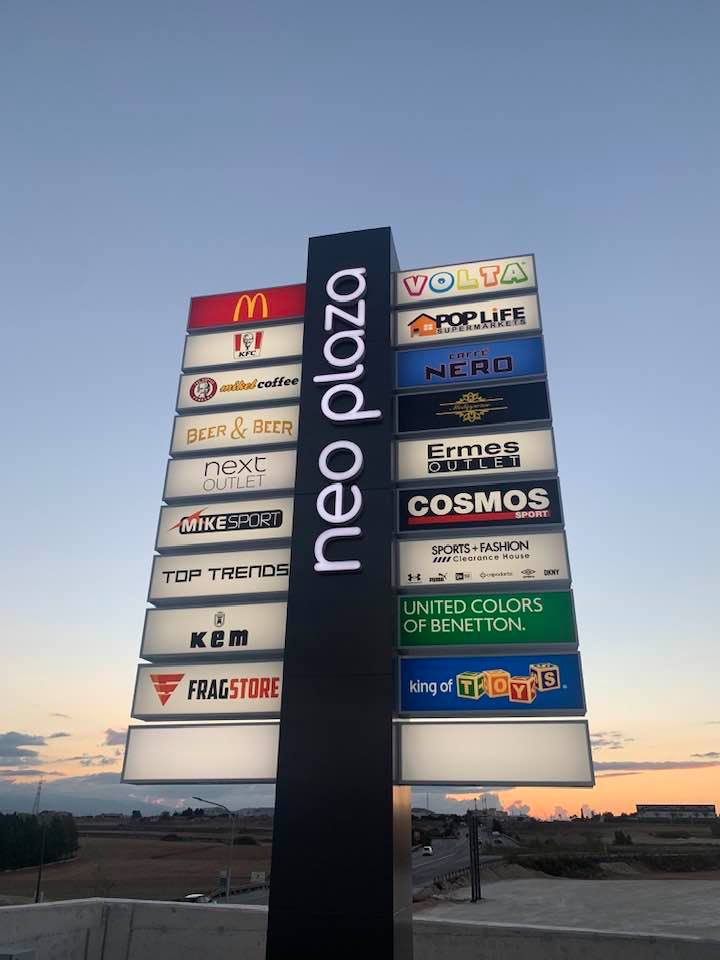 neo plaza
M
KFC
mikel coffee
BEER & BEER
next
OUTLET
MIKESPORT
TOP TRENDS
kem
FRAGSTORE
VOLTA
POP LiFE
SUPERMARKETS
CAFFÈ
NERO
Ermes
OUTLET
COSMOS
SPORT
SPORTS + FASHION
Clearance House
PUMA
DKNY
UNITED COLORS
OF BENETTON.
king of TOYS